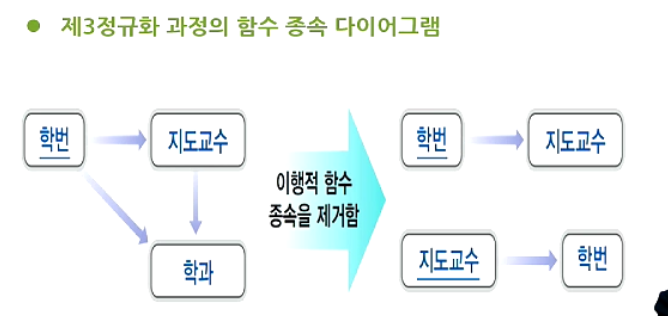 제3정규화 과정의 함수 종속 다이어그램
학번
지도교수
학과
이행적 함수
종속을 제거함
학번
지도교수
지도교수
학번